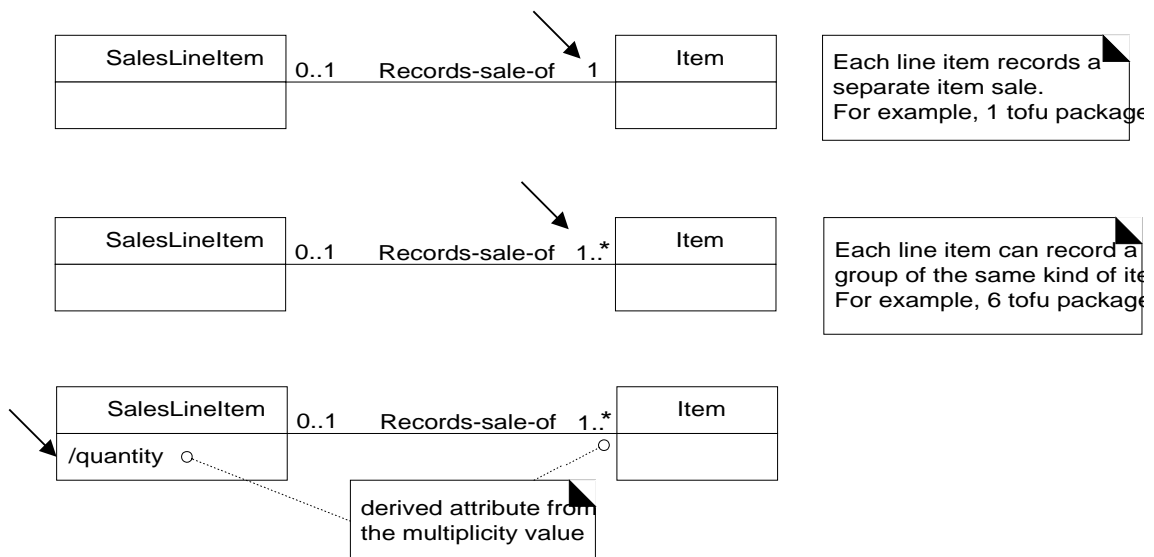 SalesLineItem
0..1 Records-sale-of 1
Item
Each line item records a
separate item sale.
For example, 1 tofu package
SalesLineItem
0..1 Records-sale-of 1..*
Item
Each line item can record a
group of the same kind of ite
For example, 6 tofu package
SalesLineItem
/quantity
0..1 Records-sale-of 1..*
Item
derived attribute from
the multiplicity value